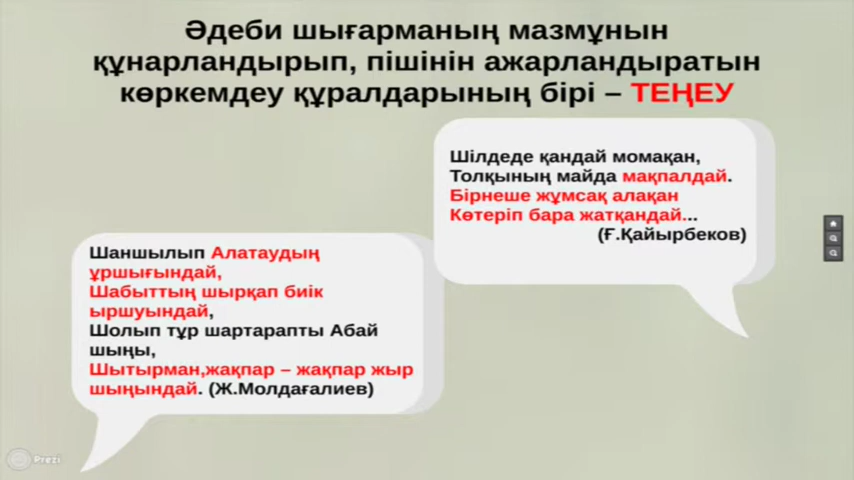 Әдеби шығарманың мазмұнын
құнарландырып, пішінін ажарландыратын
көркемдеу құралдарының бірі – ТЕҢЕУ
Шілдеде қандай момақан,
Толқының майда мақпалдай.
Бірнеше жұмсақ алақан
Көтеріп бара жатқандай...
(Ғ.Қайырбеков)
Шаншылып Алатаудың
ұршығындай,
Шабыттың шырқап биік
ыршуындай,
Шолып тұр шартарапты Абай
шыңы,
Шытырман,жақпар – жақпар жыр
шыңындай. (Ж.Молдағалиев)
Prezi